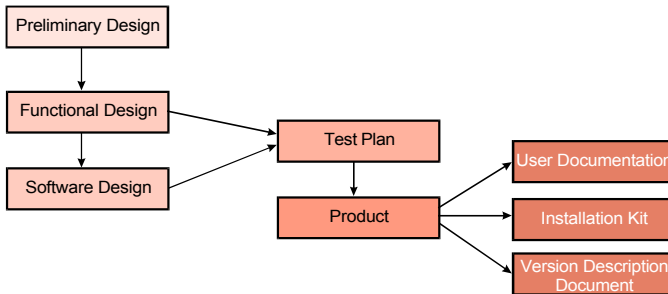 Preliminary Design
Functional Design
Software Design
Test Plan
Product
User Documentation
Installation Kit
Version Description
Document